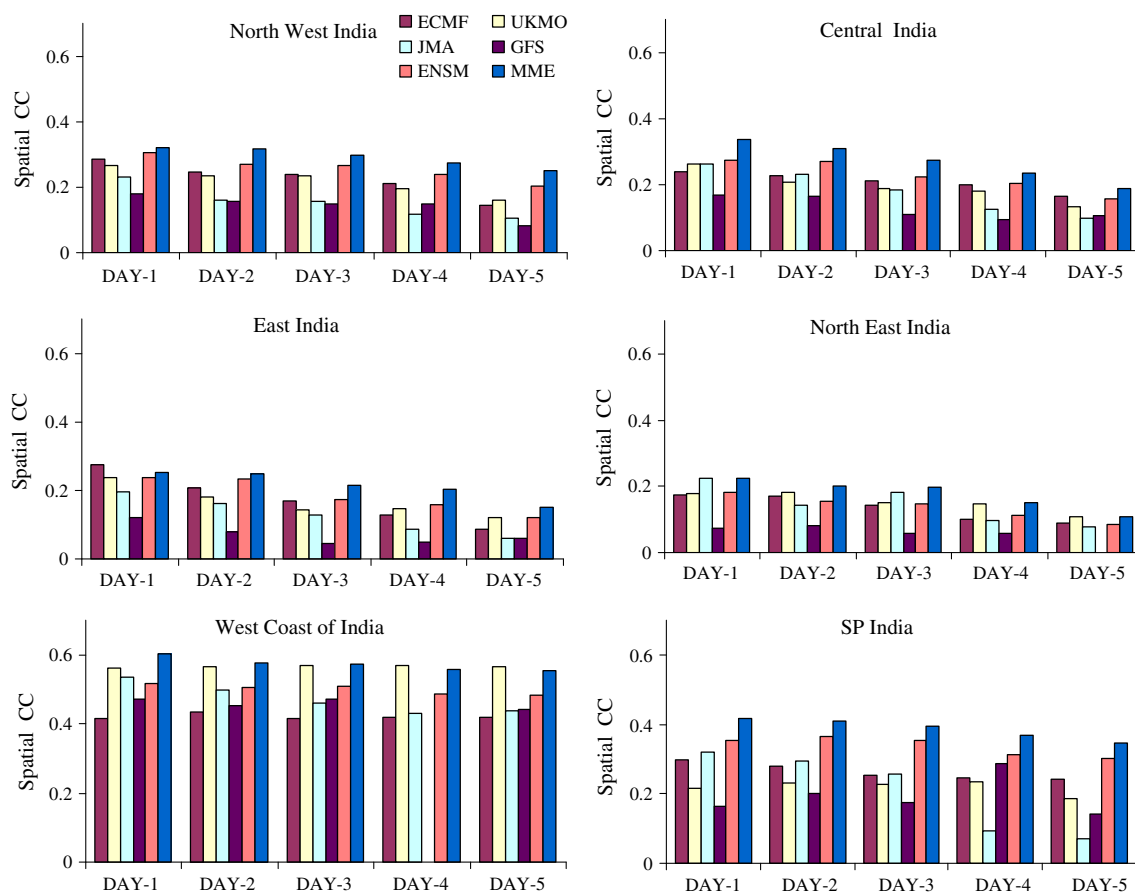 North West India
ECMF UKMO
JMA GFS
ENSM MME
Spatial CC
0.6
0.4
0.2
0
DAY-1 DAY-2 DAY-3 DAY-4 DAY-5
Central India
Spatial CC
0.6
0.4
0.2
0
DAY-1 DAY-2 DAY-3 DAY-4 DAY-5
East India
Spatial CC
0.6
0.4
0.2
0
DAY-1 DAY-2 DAY-3 DAY-4 DAY-5
North East India
Spatial CC
0.6
0.4
0.2
0
DAY-1 DAY-2 DAY-3 DAY-4 DAY-5
West Coast of India
Spatial CC
0.6
0.4
0.2
0
DAY-1 DAY-2 DAY-3 DAY-4 DAY-5
SP India
Spatial CC
0.6
0.4
0.2
0
DAY-1 DAY-2 DAY-3 DAY-4 DAY-5